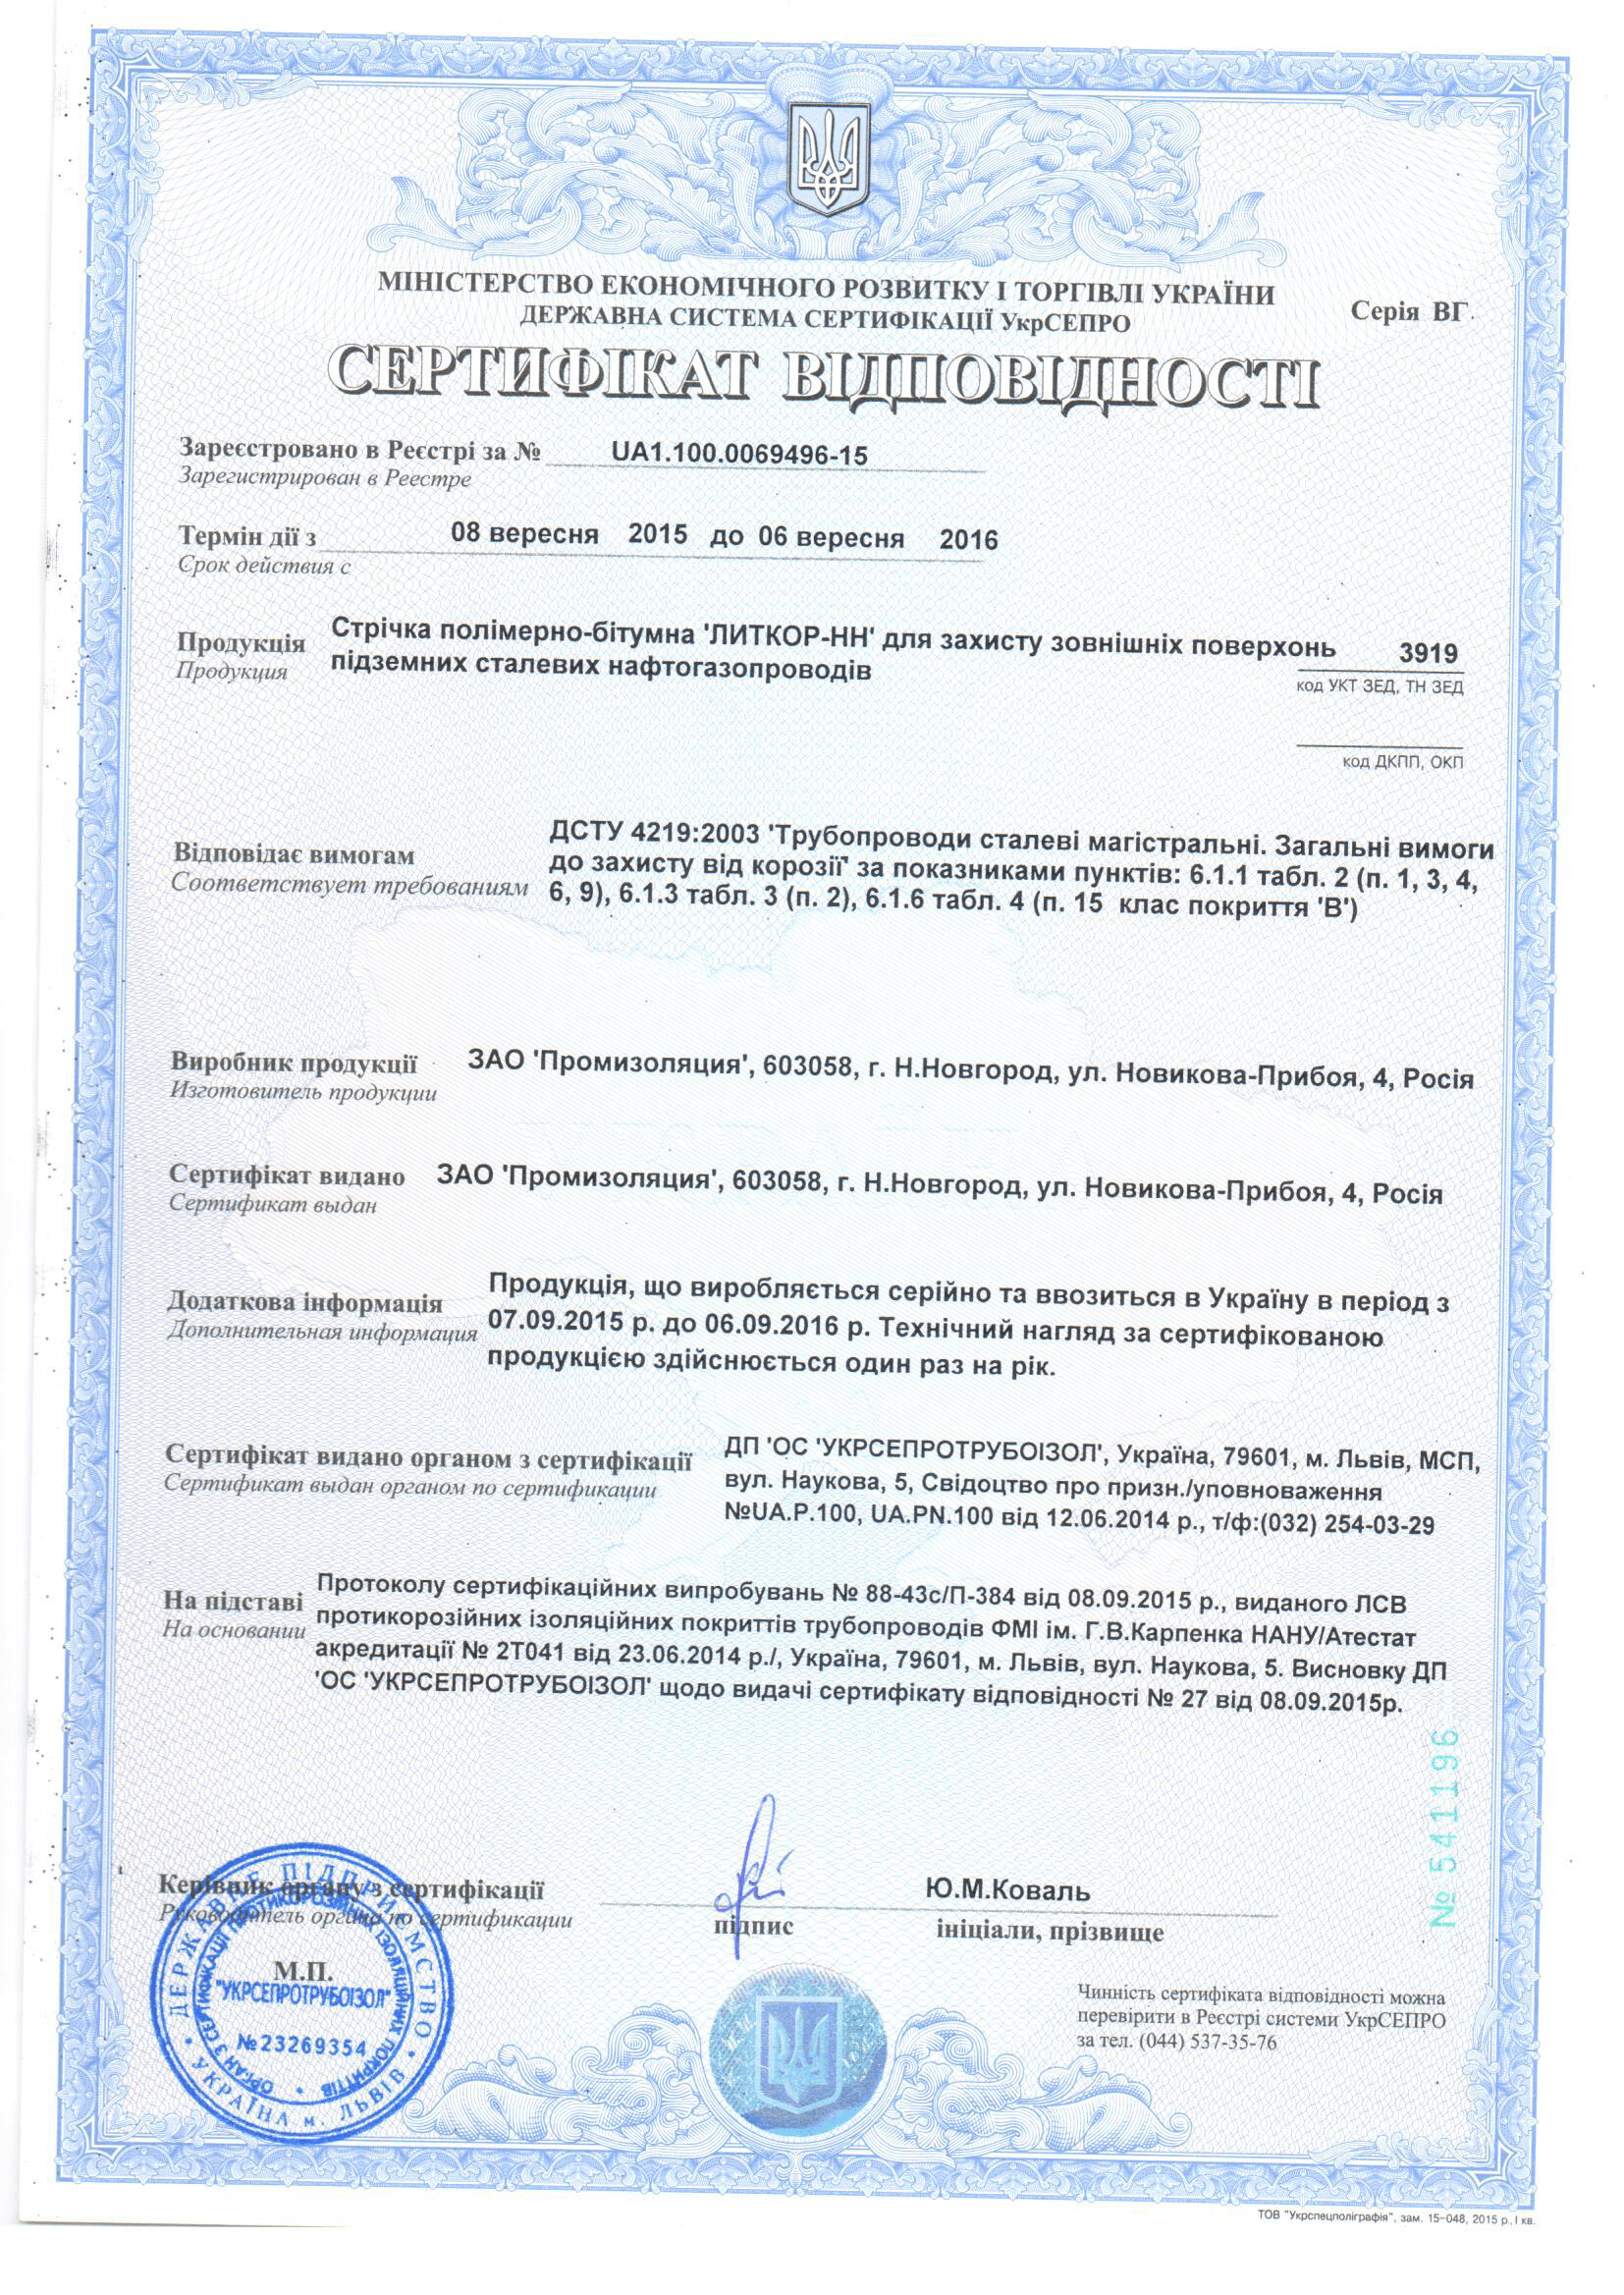 МІНІСТЕРСТВО ЕКОНОМІЧНОГО РОЗВИТКУ І ТОРГІВЛІ УКРАЇНИ
ДЕРЖАВНА СИСТЕМА СЕРТИФІКАЦІЇ УкрСЕПРО
Серія ВГ
СЕРТИФІКАТ ВІДПОВІДНОСТІ
Зареєстровано в Реєстрі за № UA1.100.0069496-15
Зарегистрирован в Реестре
Термін дії з 08 вересня 2015 до 06 вересня 2016
Срок действия с
Продукція
Продукция
Стрічка полімерно-бітумна 'ЛИТКОР-НН' для захисту зовнішніх поверхонь
підземних сталевих нафтогазопроводів
3919
код УКТ ЗЕД, ТН ЗЕД
код ДКПП, ОКП
Відповідає вимогам
Соответствует требованиям
ДСТУ 4219:2003 'Трубопроводи сталеві магістральні. Загальні вимоги
до захисту від корозії' за показниками пунктів: 6.1.1 табл. 2 (п. 1, 3, 4,
6, 9), 6.1.3 табл. 3 (п. 2), 6.1.6 табл. 4 (п. 15 клас покриття 'В')
Виробник продукції ЗАО 'Промизоляция', 603058, г. Н.Новгород, ул. Новикова-Прибоя, 4, Росія
Изготовитель продукции
Сертифікат видано ЗАО 'Промизоляция', 603058, г. Н.Новгород, ул. Новикова-Прибоя, 4, Росія
Сертификат выдан
Додаткова інформація
Дополнительная информация
Продукція, що виробляється серійно та ввозиться в Україну в період з
07.09.2015 р. до 06.09.2016 р. Технічний нагляд за сертифікованою
продукцією здійснюється один раз на рік.
Сертифікат видано органом з сертифікації
Сертификат выдан органом по сертификации
ДП 'ОС 'УКРСЕПРОТРУБОІЗОЛ', Україна, 79601, м. Львів, МСП,
вул. Наукова, 5, Свідоцтво про призн./уповноваження
№UA.P.100, UA.PN.100 від 12.06.2014 р., т/ф:(032) 254-03-29
На підставі
На основании
Протоколу сертифікаційних випробувань № 88-43с/П-384 від 08.09.2015 р., виданого ЛСВ
протикорозійних ізоляційних покриттів трубопроводів ФМІ ім. Г.В.Карпенка НАНУ/Атестат
акредитації № 2Т041 від 23.06.2014 р./, Україна, 79601, м. Львів, вул. Наукова, 5. Висновку ДП
'ОС 'УКРСЕПРОТРУБОІЗОЛ' щодо видачі сертифікату відповідності № 27 від 08.09.2015р.
№ 541196
Керівник органу з сертифікації
Руководитель органа по сертификации
підпис
Ю.М.Коваль
ініціали, прізвище
М.П.
ДЕРЖАВНЕ ПІДПРИЄМСТВО
УКРАЇНА м. ЛЬВІВ
ОРГАН З СЕРТИФІКАЦІЇ ПРОТИКОРОЗІЙНИХ ІЗОЛЯЦІЙНИХ ПОКРИТТІВ
"УКРСЕПРОТРУБОІЗОЛ"
№23269354
Чинність сертифіката відповідності можна
перевірити в Реєстрі системи УкрСЕПРО
за тел. (044) 537-35-76
ТОВ "Укрспецполіграфія", зам. 15-048, 2015 р., І кв.